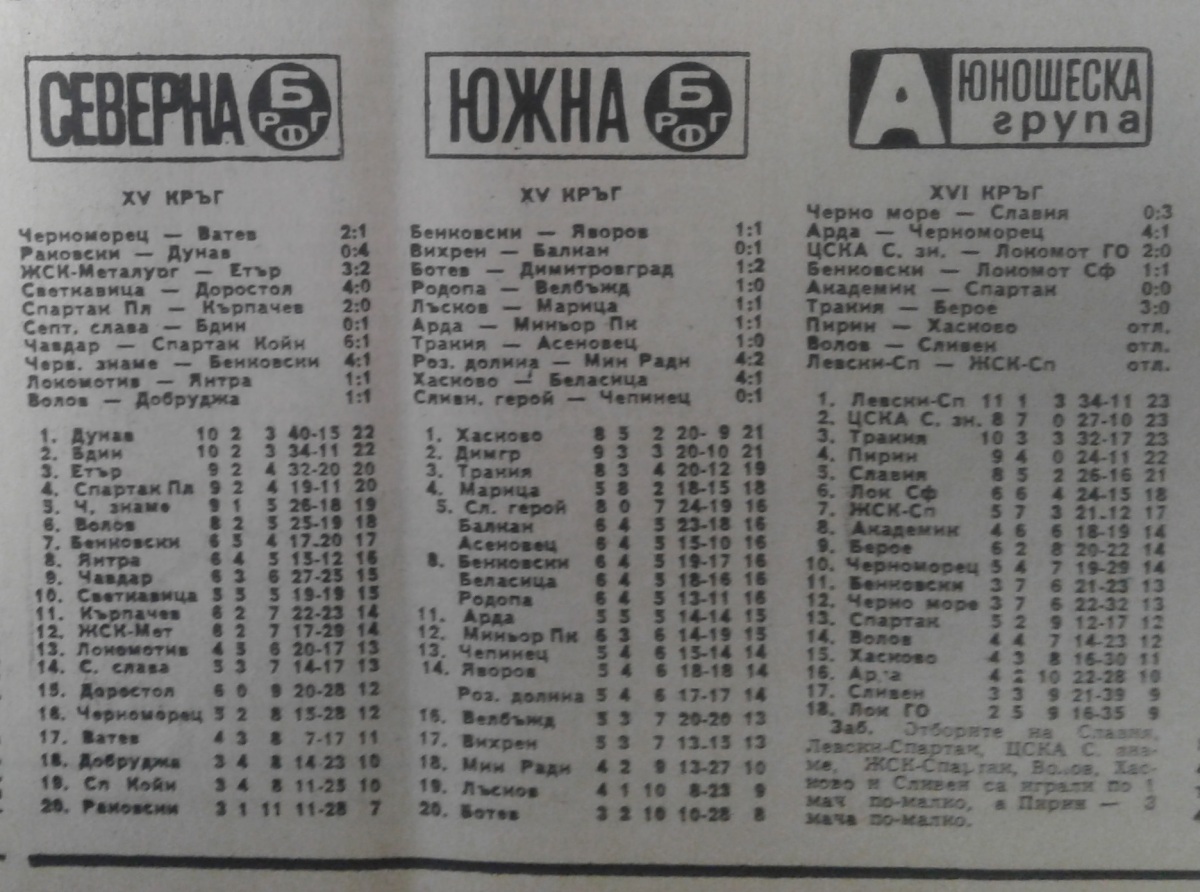 СЕВЕРНА Б РФГ
XV КРЪГ
Черноморец — Ватев 2:1
Раковски — Дунав 0:4
ЖСК-Металург — Етър 3:2
Светкавица — Доростол 4:0
Спартак Пл — Кърпачев 2:0
Септ. слава — Бдин 0:1
Чавдар — Спартак Койн 6:1
Черв. знаме — Бенковски 4:1
Локомотив — Янтра 1:1
Волов — Добруджа 1:1
1. Дунав 10 2 3 40-15 22
2. Бдин 10 2 3 34-11 22
3. Етър 9 2 4 32-20 20
4. Спартак Пл 9 2 4 19-11 20
5. Ч. знаме 9 1 5 26-18 19
6. Волов 8 2 5 25-19 18
7. Бенковски 6 5 4 17-20 17
8. Янтра 6 4 5 15-12 16
9. Чавдар 6 3 6 27-25 15
10. Светкавица 5 5 5 19-19 15
11. Кърпачев 6 2 7 22-23 14
12. ЖСК-Мет 6 2 7 17-29 14
13. Локомотив 4 5 6 20-17 13
14. С. слава 5 3 7 14-17 13
15. Доростол 6 0 9 20-28 12
16. Черноморец 5 2 8 15-28 12
17. Ватев 4 3 8 7-17 11
18. Добруджа 3 4 8 14-23 10
19. Сп Койн 3 4 8 11-25 10
20. Раковски 3 1 11 11-28 7
ЮЖНА Б РФГ
XV КРЪГ
Бенковски — Яворов 1:1
Вихрен — Балкан 0:1
Ботев — Димитровград 1:2
Родопа — Велбъжд 1:0
Лъсков — Марица 1:1
Арда — Миньор Пк 1:1
Тракия — Асеновец 1:0
Роз. долина — Мин Ради 4:2
Хасково — Беласица 4:1
Сливн. герой — Чепинец 0:1
1. Хасково 8 5 2 20- 9 21
2. Димгр 9 3 3 20-10 21
3. Тракия 8 3 4 20-12 19
4. Марица 5 8 2 18-15 18
5. Сл. герой 8 0 7 24-19 16
Балкан 6 4 5 23-18 16
Асеновец 6 4 5 15-10 16
8. Бенковски 6 4 5 19-17 16
Беласица 6 4 5 18-16 16
Родопа 6 4 5 13-11 16
11. Арда 5 5 5 14-14 15
12. Миньор Пк 6 3 6 14-19 15
13. Чепинец 5 4 6 15-14 14
14. Яворов 5 4 6 18-18 14
Роз. долина 5 4 6 17-17 14
16. Велбъжд 5 3 7 20-20 13
17. Вихрен 5 3 7 13-15 13
18. Мин Ради 4 2 9 13-27 10
19. Лъсков 4 1 10 8-23 9
20. Ботев 3 2 10 10-28 8
А ЮНОШЕСКА
група
XVI КРЪГ
Черно море — Славия 0:3
Арда — Черноморец 4:1
ЦСКА С. зн. — Локомот ГО 2:0
Бенковски — Локомот Сф 1:1
Академик — Спартак 0:0
Тракия — Берое 3:0
Пирин — Хасково отл.
Волов — Сливен отл.
Левски-Сп — ЖСК-Сп отл.
1. Левски-Сп 11 1 3 34-11 23
2. ЦСКА С. зн. 8 7 0 27-10 23
3. Тракия 10 3 3 32-17 23
4. Пирин 9 4 0 24-11 22
5. Славия 8 5 2 26-16 21
6. Лок Сф 6 6 4 24-15 18
7. ЖСК-Сп 5 7 3 21.12 17
8. Академик 4 6 6 18-19 14
9. Берое 6 2 8 20-22 14
10. Черноморец 5 4 7 19-29 14
11. Бенковски 3 7 6 21-23 13
12. Черно море 3 7 6 22-32 13
13. Спартак 5 2 9 12-17 12
14. Волов 4 4 7 14-23 12
15. Хасково 4 3 8 16-30 11
16. Арда 4 2 10 22-28 10
17. Сливен 3 3 9 21-39 9
18. Лок ГО 2 5 9 16-35 9
Заб. Отборите на Славия,
Левски-Спартак, ЦСКА С. зна-
ме, ЖСК-Спартак, Волов, Хас-
ково и Сливен са играли по 1
мач по-малко, а Пирин — 3
мача по-малко.